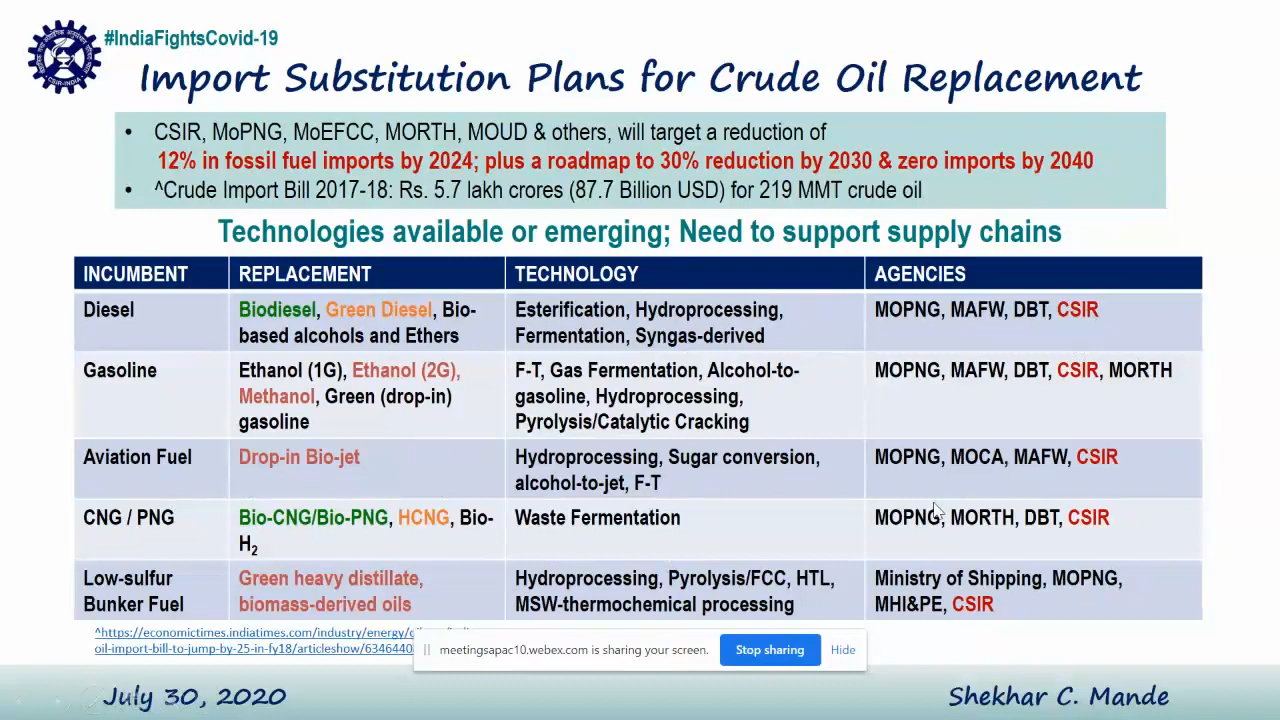 #IndiaFightsCovid-19
Import Substitution Plans for Crude Oil Replacement
• CSIR, MoPNG, MoEFCC, MORTH, MOUD & others, will target a reduction of
12% in fossil fuel imports by 2024; plus a roadmap to 30% reduction by 2030 & zero imports by 2040
• ^Crude Import Bill 2017-18: Rs. 5.7 lakh crores (87.7 Billion USD) for 219 MMT crude oil
Technologies available or emerging; Need to support supply chains
INCUMBENT REPLACEMENT TECHNOLOGY AGENCIES
Diesel
Biodiesel, Green Diesel, Bio-
based alcohols and Ethers
Esterification, Hydroprocessing,
Fermentation, Syngas-derived
MOPNG, MAFW, DBT, CSIR
Gasoline
Ethanol (1G), Ethanol (2G),
Methanol, Green (drop-in)
gasoline
F-T, Gas Fermentation, Alcohol-to-
gasoline, Hydroprocessing,
Pyrolysis/Catalytic Cracking
MOPNG, MAFW, DBT, CSIR, MORTH
Aviation Fuel
Drop-in Bio-jet
Hydroprocessing, Sugar conversion,
alcohol-to-jet, F-T
MOPNG, MOCA, MAFW, CSIR
CNG / PNG
Bio-CNG/Bio-PNG, HCNG, Bio-
H2
Waste Fermentation
MOPNG, MORTH, DBT, CSIR
Low-sulfur
Bunker Fuel
Green heavy distillate,
biomass-derived oils
Hydroprocessing, Pyrolysis/FCC, HTL,
MSW-thermochemical processing
Ministry of Shipping, MOPNG,
MHI&PE, CSIR
^https://economictimes.indiatimes.com/industry/energy/
oil-import-bill-to-jump-by-25-in-fy18/articleshow/6346440
meetingsapac10.webex.com is sharing your screen. Stop sharing Hide
July 30, 2020
Shekhar C. Mande